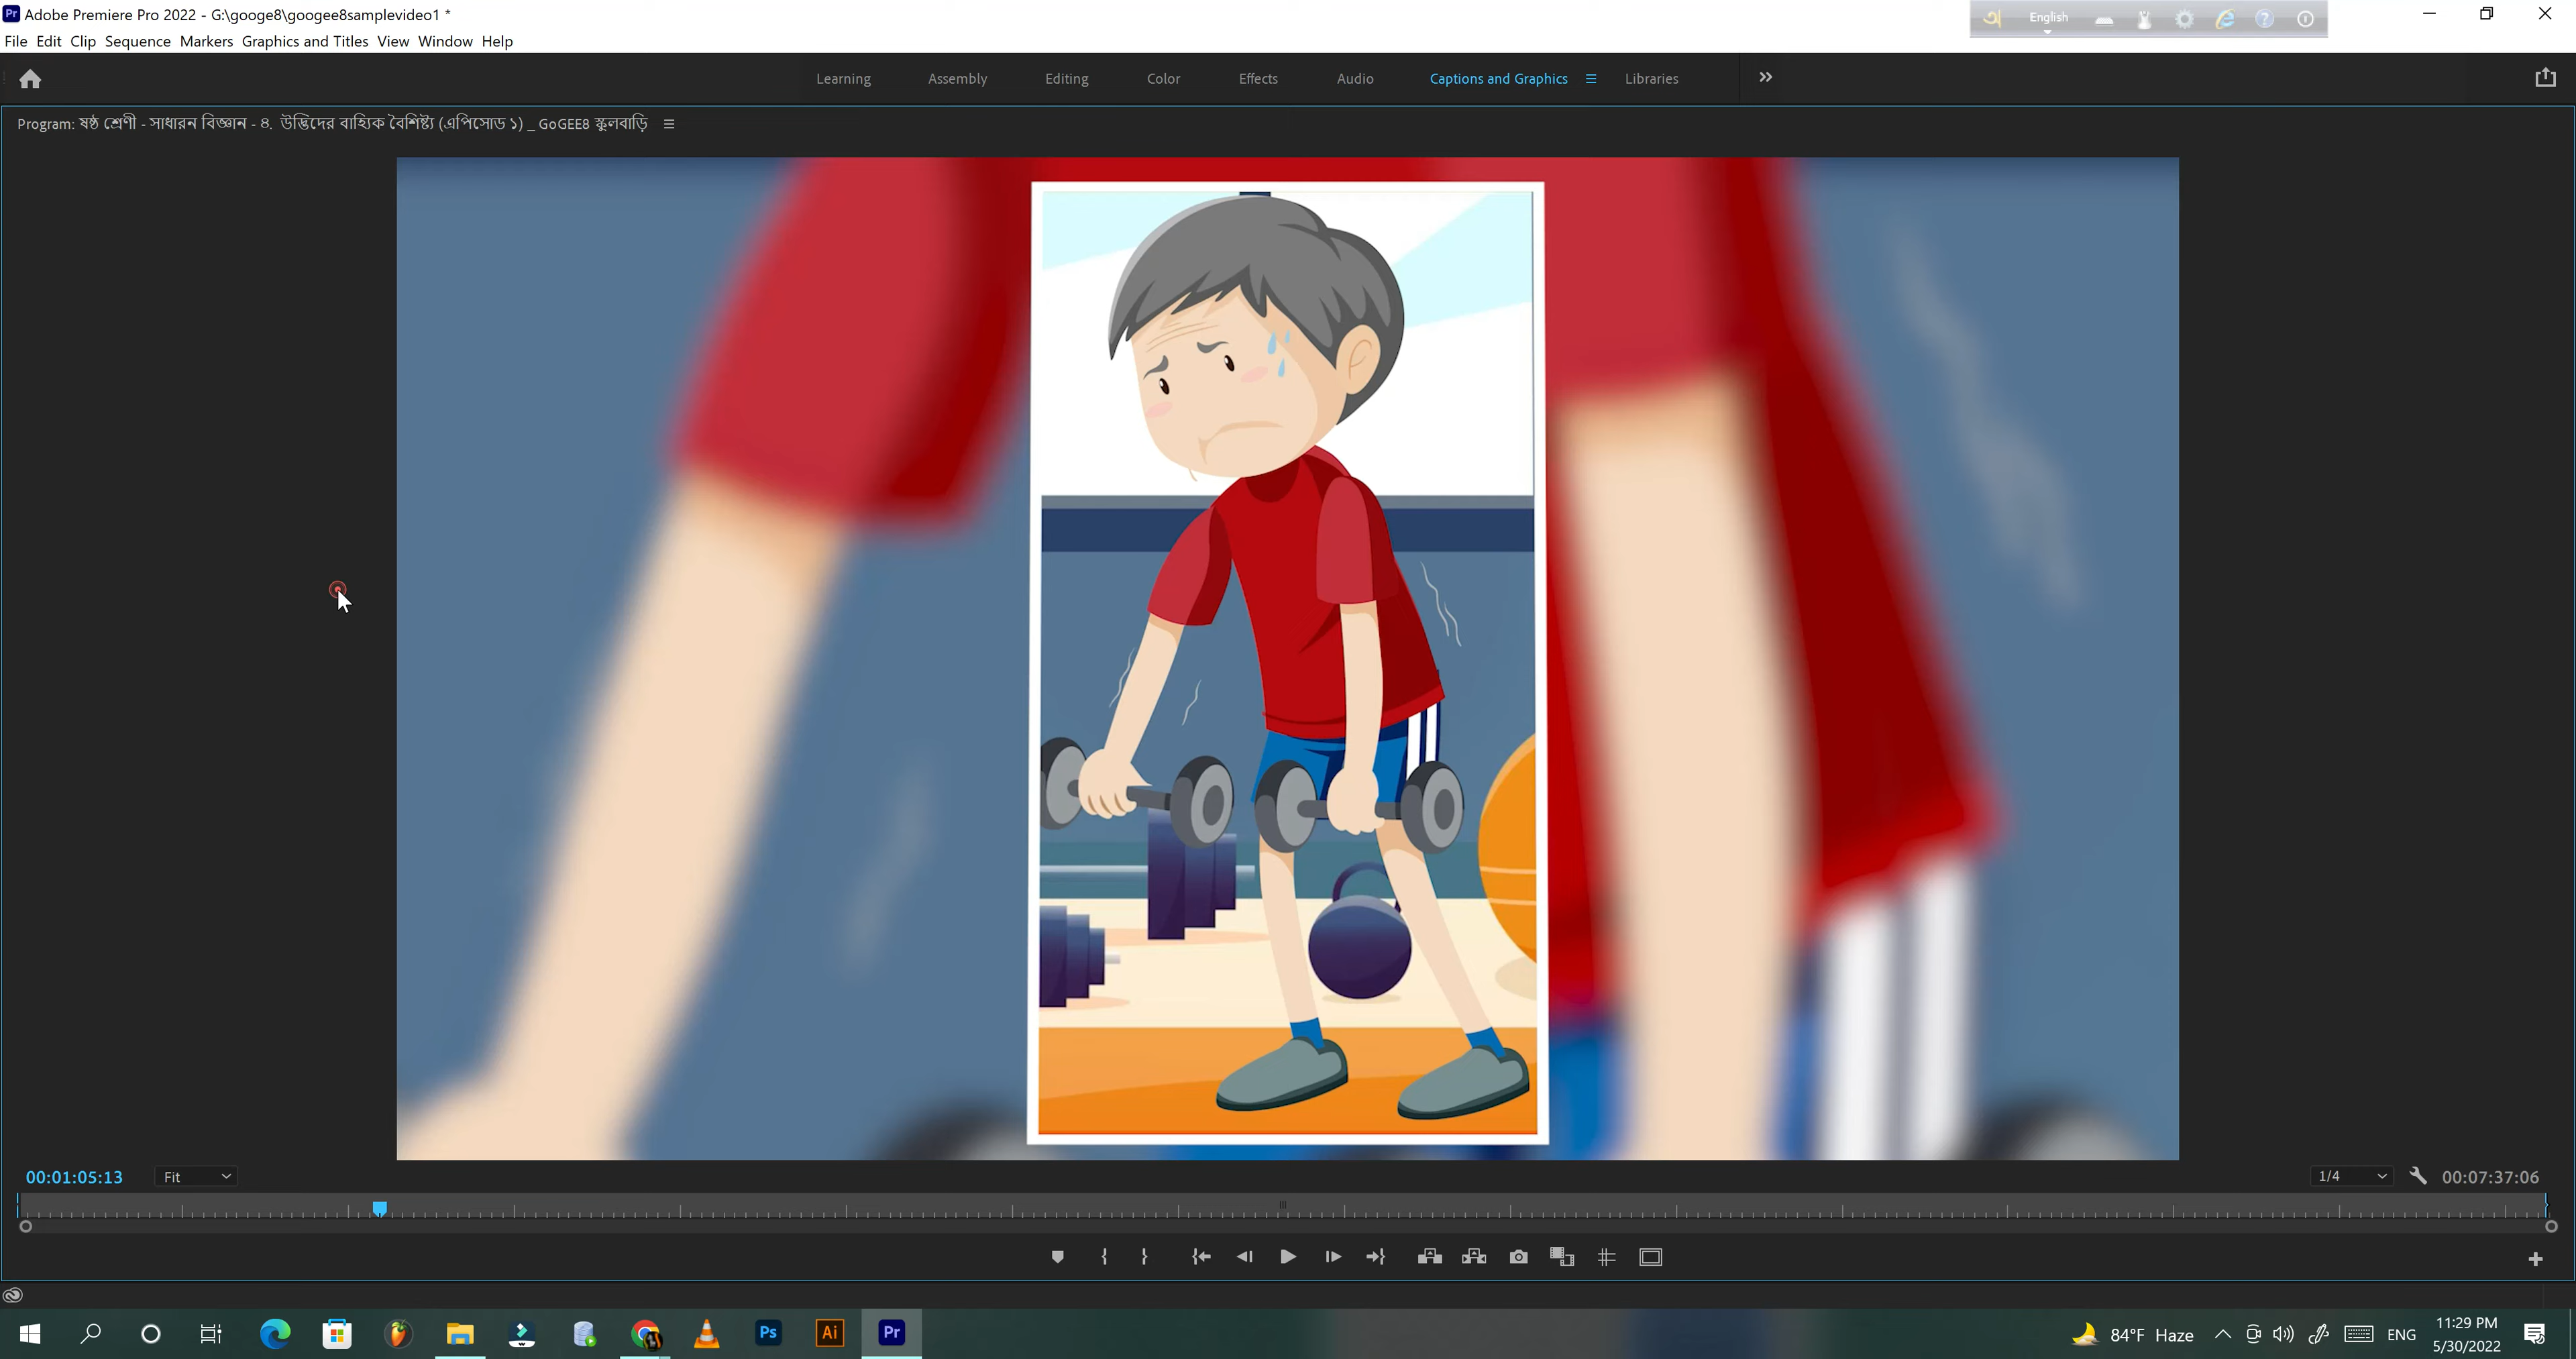 Adobe Premiere Pro 2022 - G:\googe8\googee8samplevideo1 *
English
File Edit Clip Sequence Markers Graphics and Titles View Window Help
Learning Assembly Editing Color Effects Audio Captions and Graphics Libraries
Program: ষষ্ঠ শ্রেণী - সাধারন বিজ্ঞান - ৪. উদ্ভিদের বাহ্যিক বৈশিষ্ট্য (এপিসোড ১) _ GoGEE8 স্কুলবাড়ি
00:01:05:13 Fit 1/4 00:07:37:06
84°F Haze ENG 11:29 PM
5/30/2022